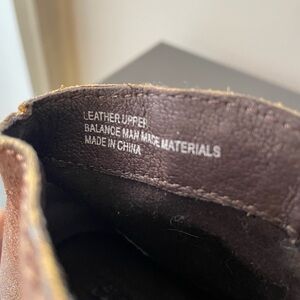 LEATHER UPPER
BALANCE MAN MADE MATERIALS
MADE IN CHINA